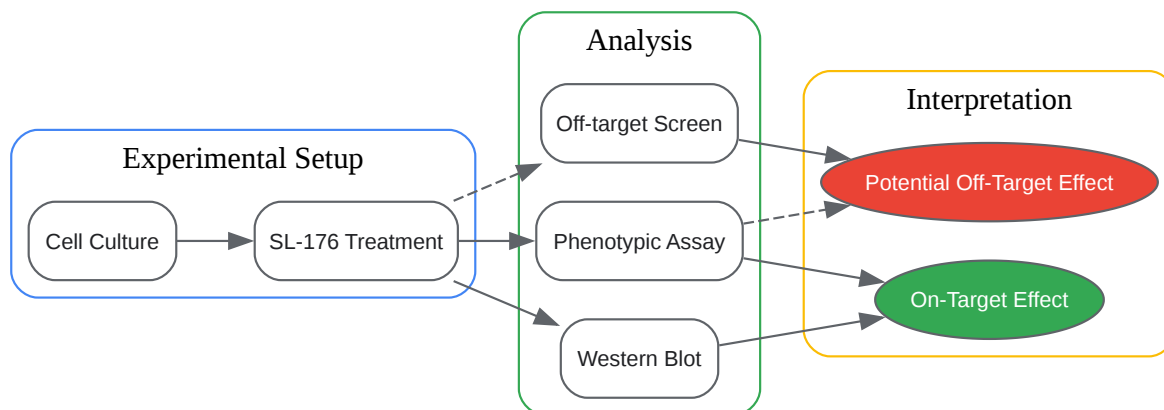 Experimental Setup
Cell Culture
SL-176 Treatment
Analysis
Off-target Screen
Phenotypic Assay
Western Blot
Interpretation
Potential Off-Target Effect
On-Target Effect